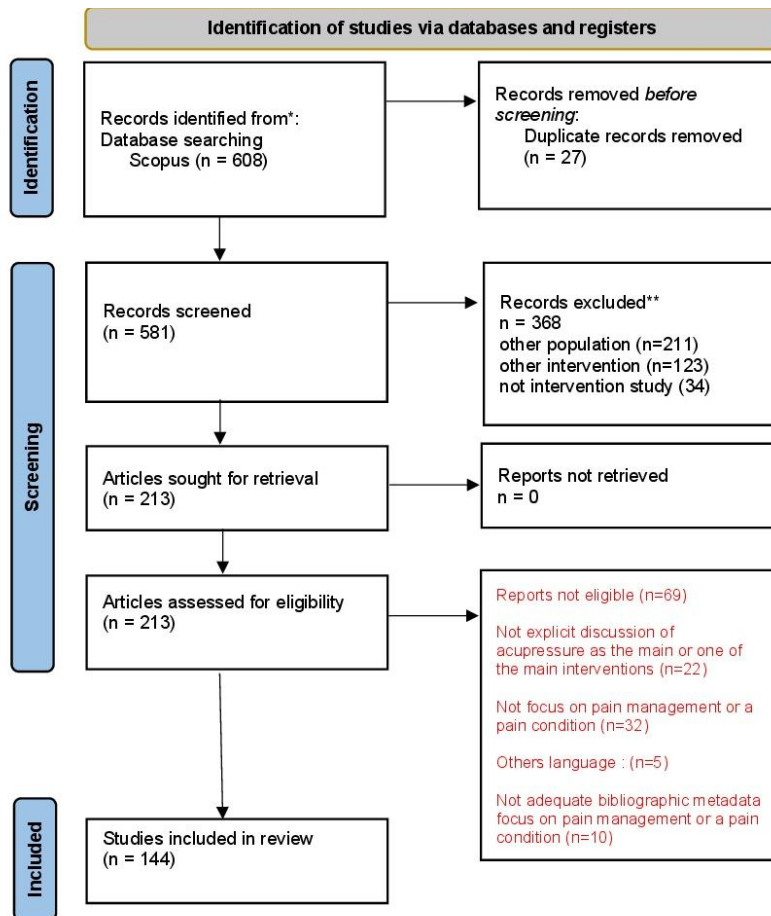 Identification of studies via databases and registers
Identification
Records identified from*:
Database searching
Scopus (n = 608)
Records removed before
screening:
Duplicate records removed
(n = 27)
Screening
Records screened
(n = 581)
Records excluded**
n = 368
other population (n=211)
other intervention (n=123)
not intervention study (34)
Articles sought for retrieval
(n = 213)
Reports not retrieved
n = 0
Articles assessed for eligibility
(n = 213)
Reports not eligible (n=69)
Not explicit discussion of
acupressure as the main or one of
the main interventions (n=22)
Not focus on pain management or a
pain condition (n=32)
Others language : (n=5)
Not adequate bibliographic metadata
focus on pain management or a pain
condition (n=10)
Included
Studies included in review
(n = 144)